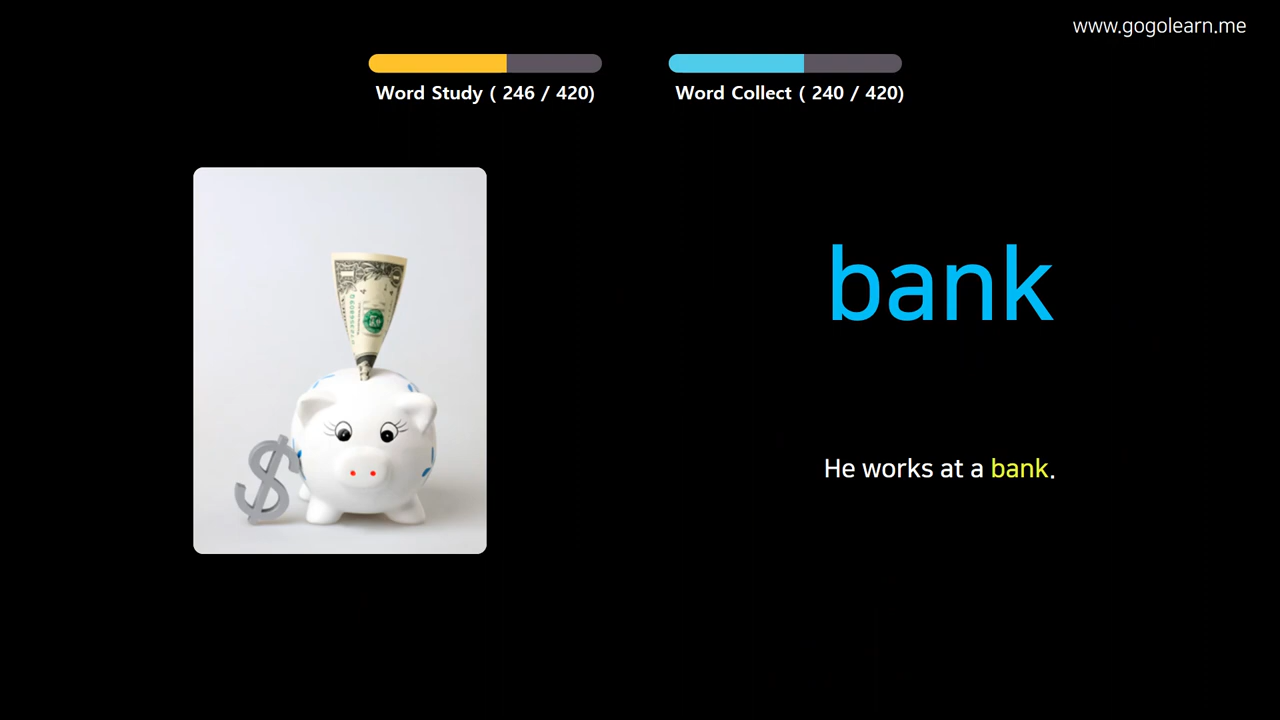 www.gogolearn.me
Word Study ( 246 / 420)
Word Collect ( 240 / 420)
bank
He works at a bank.
$